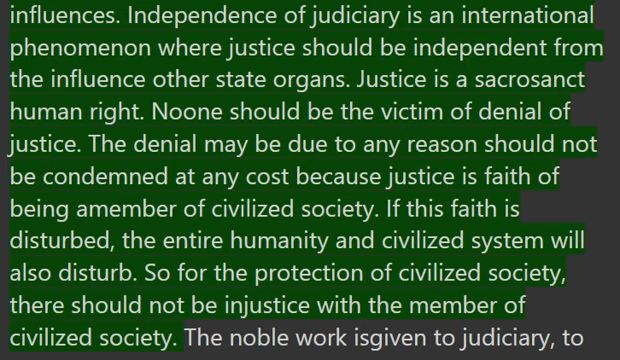 influences. Independence of judiciary is an international
phenomenon where justice should be independent from
the influence other state organs. Justice is a sacrosanct
human right. Noone should be the victim of denial of
justice. The denial may be due to any reason should not
be condemned at any cost because justice is faith of
being amember of civilized society. If this faith is
disturbed, the entire humanity and civilized system will
also disturb. So for the protection of civilized society,
there should not be injustice with the member of
civilized society. The noble work isgiven to judiciary, to